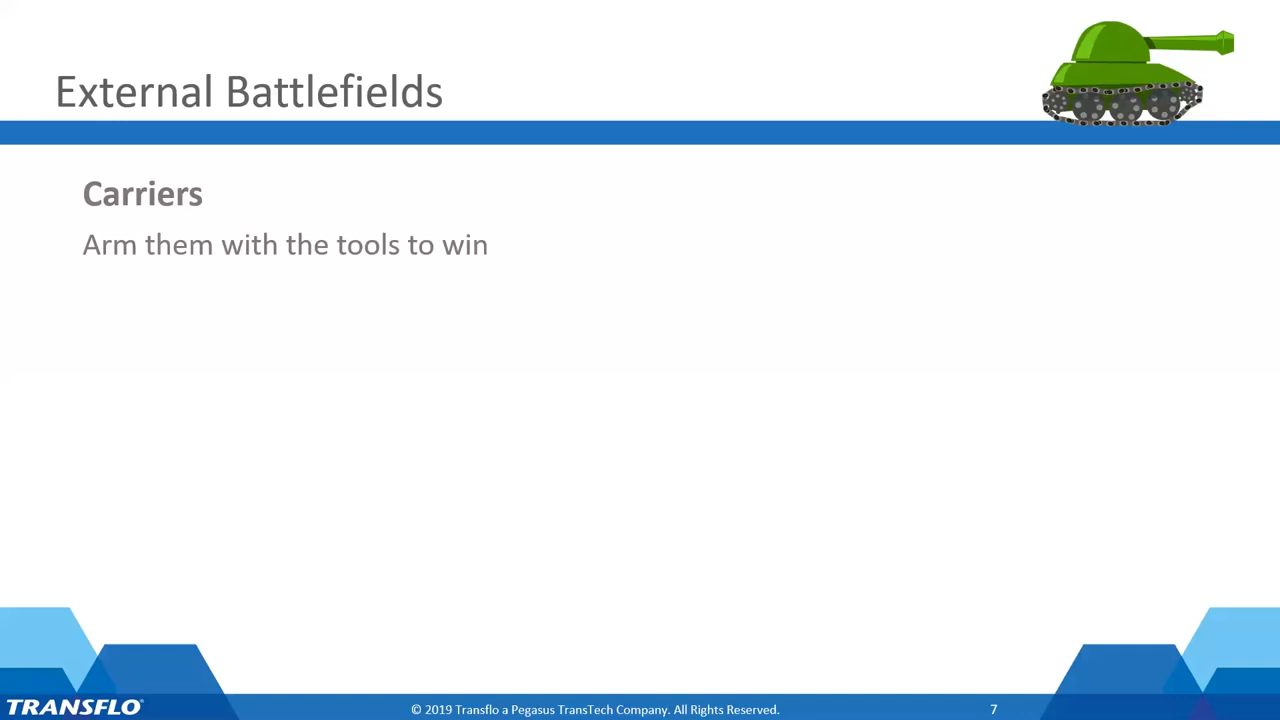 External Battlefields
Carriers
Arm them with the tools to win
TRANSFLO®
© 2019 Transflo a Pegasus TransTech Company. All Rights Reserved.
7